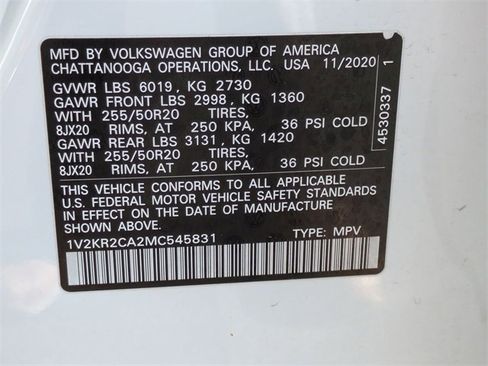 MFD BY VOLKSWAGEN GROUP OF AMERICA
CHATTANOOGA OPERATIONS, LLC. USA 11/2020
GVWR LBS 6019, KG 2730
GAWR FRONT LBS 2998, KG 1360
WITH 255/50R20 TIRES,
8JX20 RIMS, AT 250 KPA, 36 PSI COLD
GAWR REAR LBS 3131, KG 1420
WITH 255/50R20 TIRES,
8JX20 RIMS, AT 250 KPA, 36 PSI COLD
THIS VEHICLE CONFORMS TO ALL APPLICABLE
U.S. FEDERAL MOTOR VEHICLE SAFETY STANDARDS
IN EFFECT ON THE DATE OF MANUFACTURE
SHOWN ABOVE.
1V2KR2CA2MC545831 TYPE: MPV
4530337 1